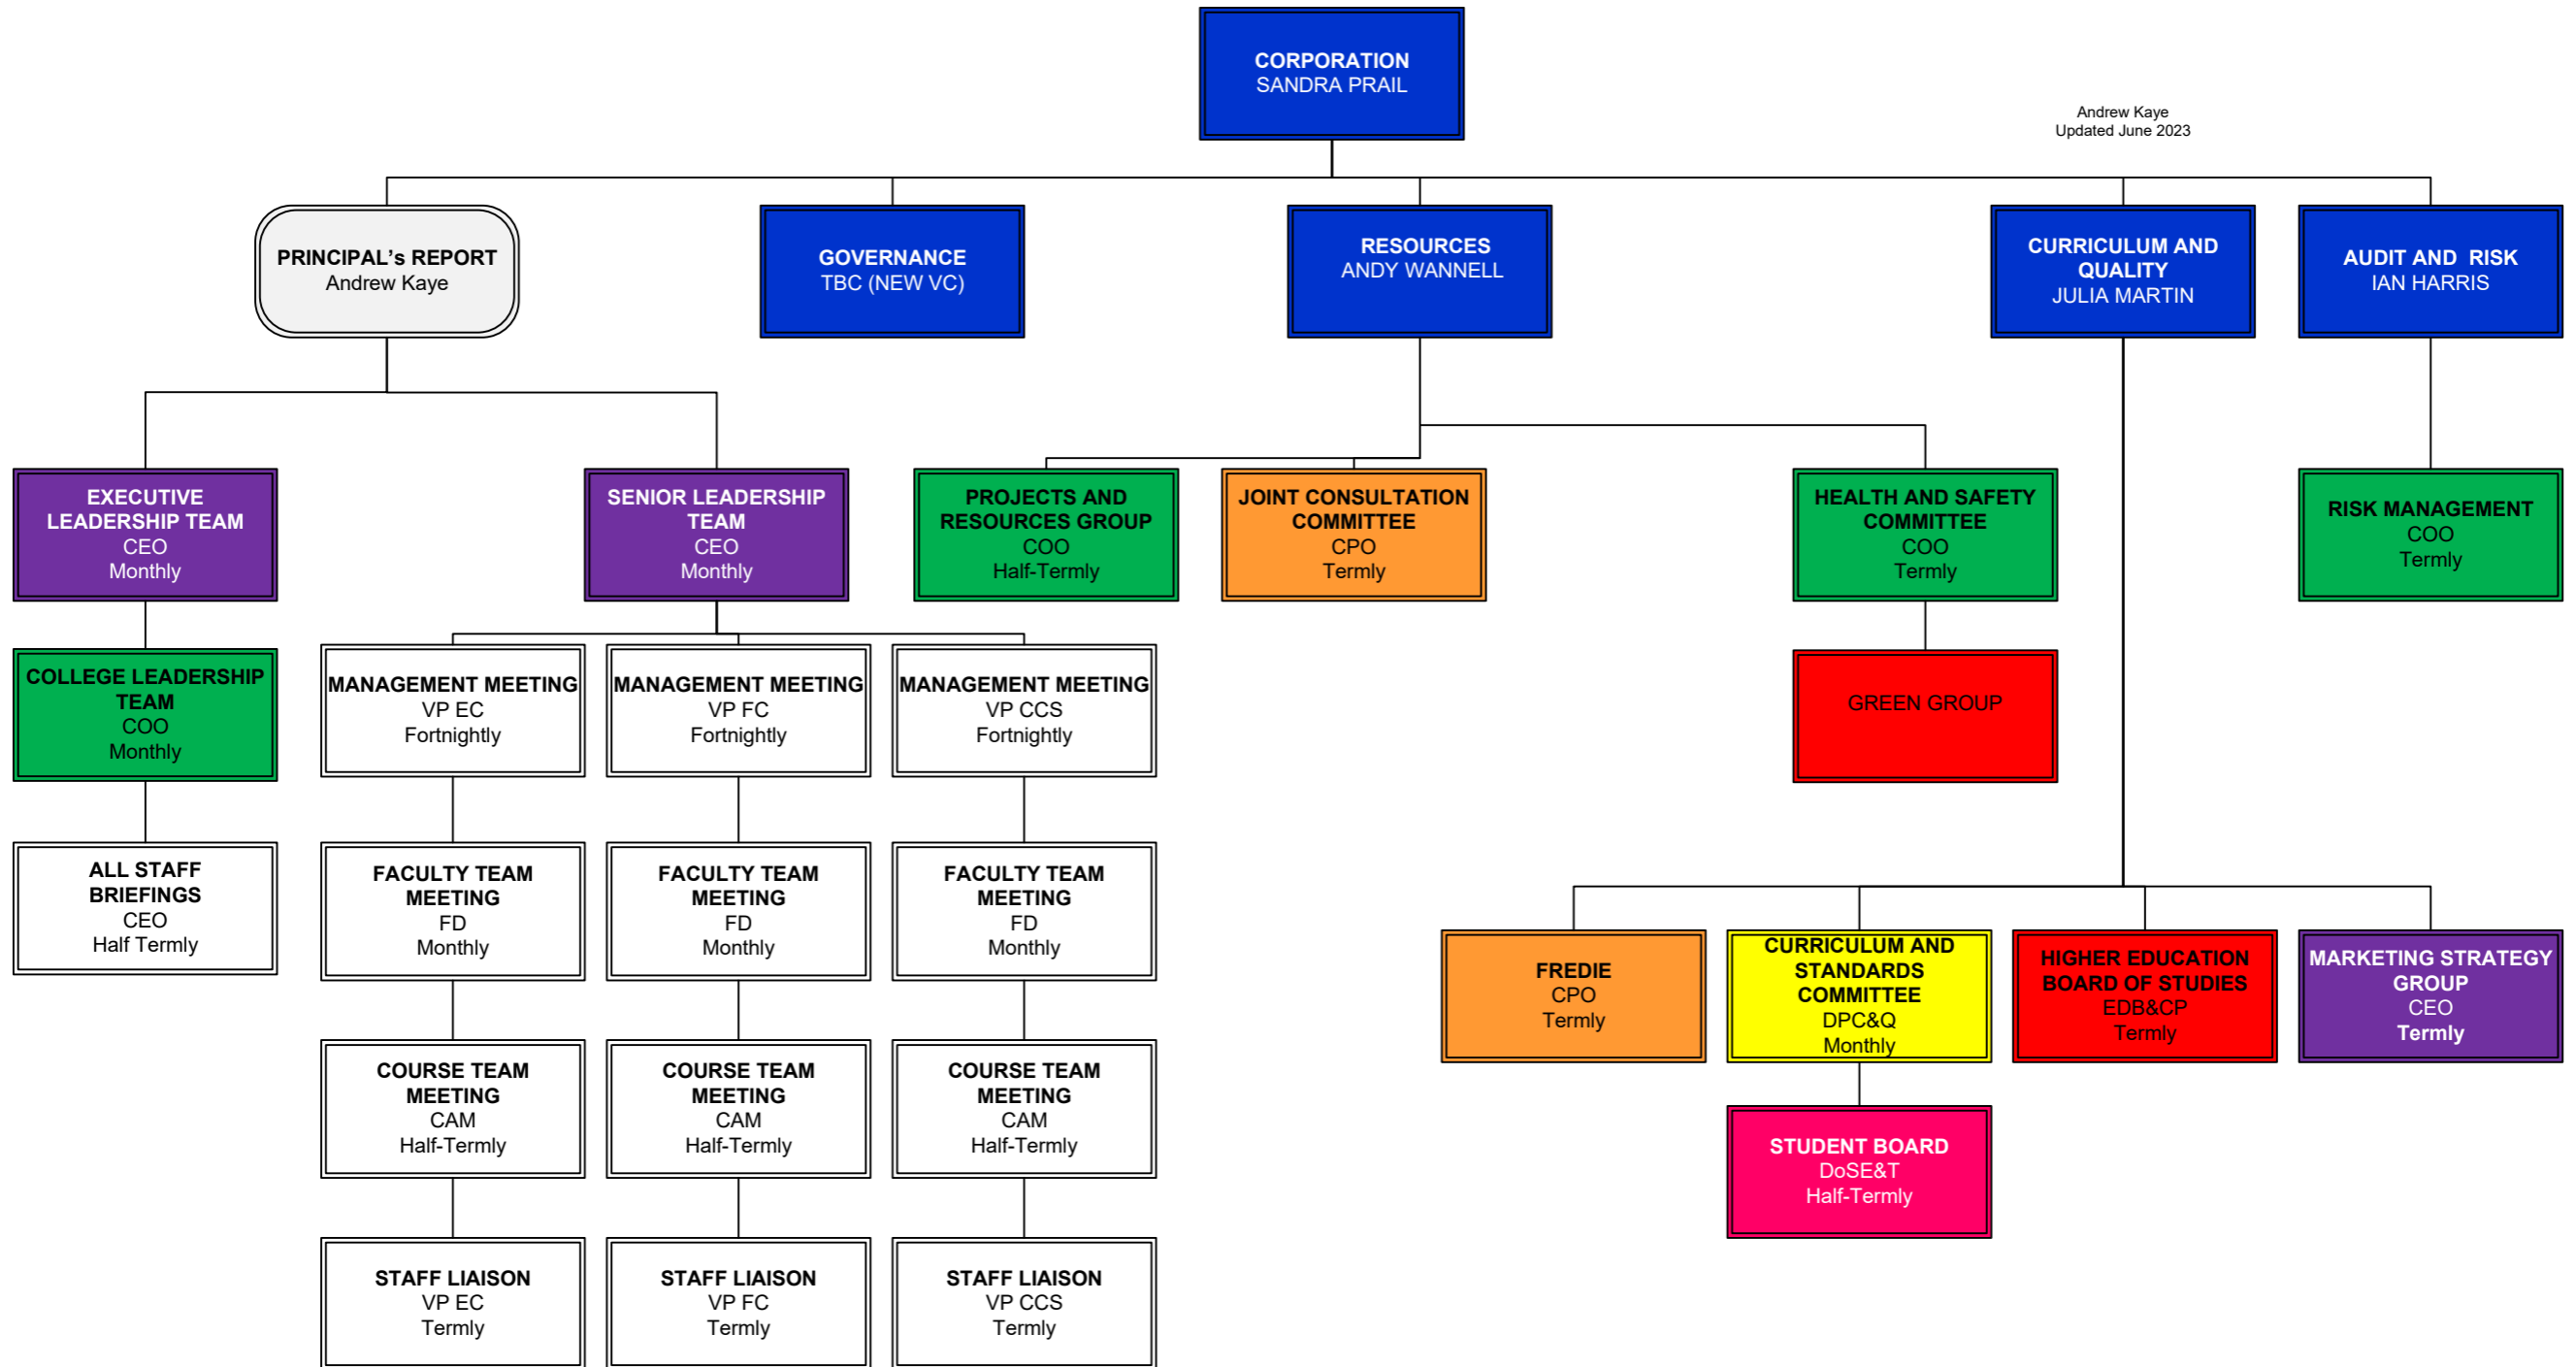 CORPORATION
SANDRA PRAIL
Andrew Kaye
Updated June 2023
PRINCIPAL's REPORT
Andrew Kaye
GOVERNANCE
TBC (NEW VC)
RESOURCES
ANDY WANNELL
CURRICULUM AND
QUALITY
JULIA MARTIN
AUDIT AND RISK
IAN HARRIS
EXECUTIVE
LEADERSHIP TEAM
CEO
Monthly
SENIOR LEADERSHIP
TEAM
CEO
Monthly
PROJECTS AND
RESOURCES GROUP
COO
Half-Termly
JOINT CONSULTATION
COMMITTEE
CPO
Termly
HEALTH AND SAFETY
COMMITTEE
COO
Termly
RISK MANAGEMENT
COO
Termly
COLLEGE LEADERSHIP
TEAM
COO
Monthly
MANAGEMENT MEETING
VP EC
Fortnightly
MANAGEMENT MEETING
VP FC
Fortnightly
MANAGEMENT MEETING
VP CCS
Fortnightly
GREEN GROUP
ALL STAFF
BRIEFINGS
CEO
Half Termly
FACULTY TEAM
MEETING
FD
Monthly
FACULTY TEAM
MEETING
FD
Monthly
FACULTY TEAM
MEETING
FD
Monthly
FREDIE
CPO
Termly
CURRICULUM AND
STANDARDS
COMMITTEE
DPC&Q
Monthly
HIGHER EDUCATION
BOARD OF STUDIES
EDB&CP
Termly
MARKETING STRATEGY
GROUP
CEO
Termly
COURSE TEAM
MEETING
CAM
Half-Termly
COURSE TEAM
MEETING
CAM
Half-Termly
COURSE TEAM
MEETING
CAM
Half-Termly
STUDENT BOARD
DoSE&T
Half-Termly
STAFF LIAISON
VP EC
Termly
STAFF LIAISON
VP FC
Termly
STAFF LIAISON
VP CCS
Termly